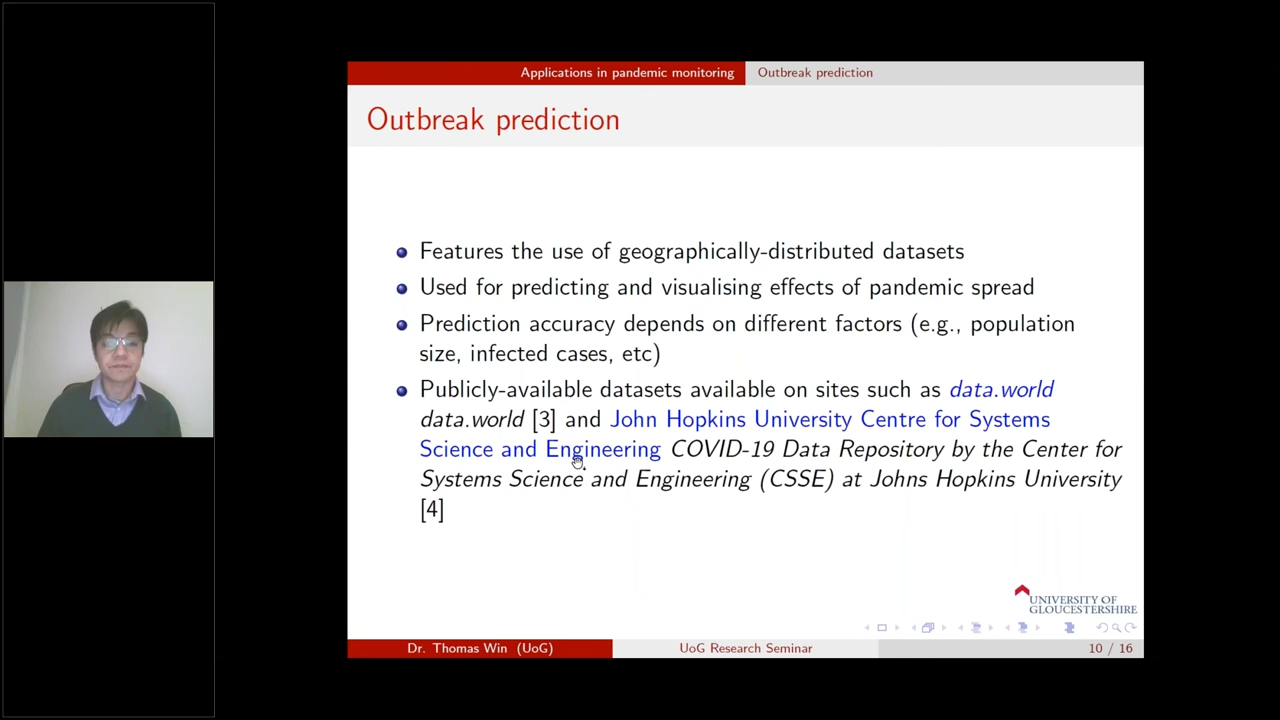 Applications in pandemic monitoring Outbreak prediction
Outbreak prediction
Features the use of geographically-distributed datasets
Used for predicting and visualising effects of pandemic spread
Prediction accuracy depends on different factors (e.g., population
size, infected cases, etc)
Publicly-available datasets available on sites such as data.world
data.world [3] and John Hopkins University Centre for Systems
Science and Engineering COVID-19 Data Repository by the Center for
Systems Science and Engineering (CSSE) at Johns Hopkins University
[4]
UNIVERSITY OF
GLOUCESTERSHIRE
Dr. Thomas Win (UoG) UoG Research Seminar 10 / 16